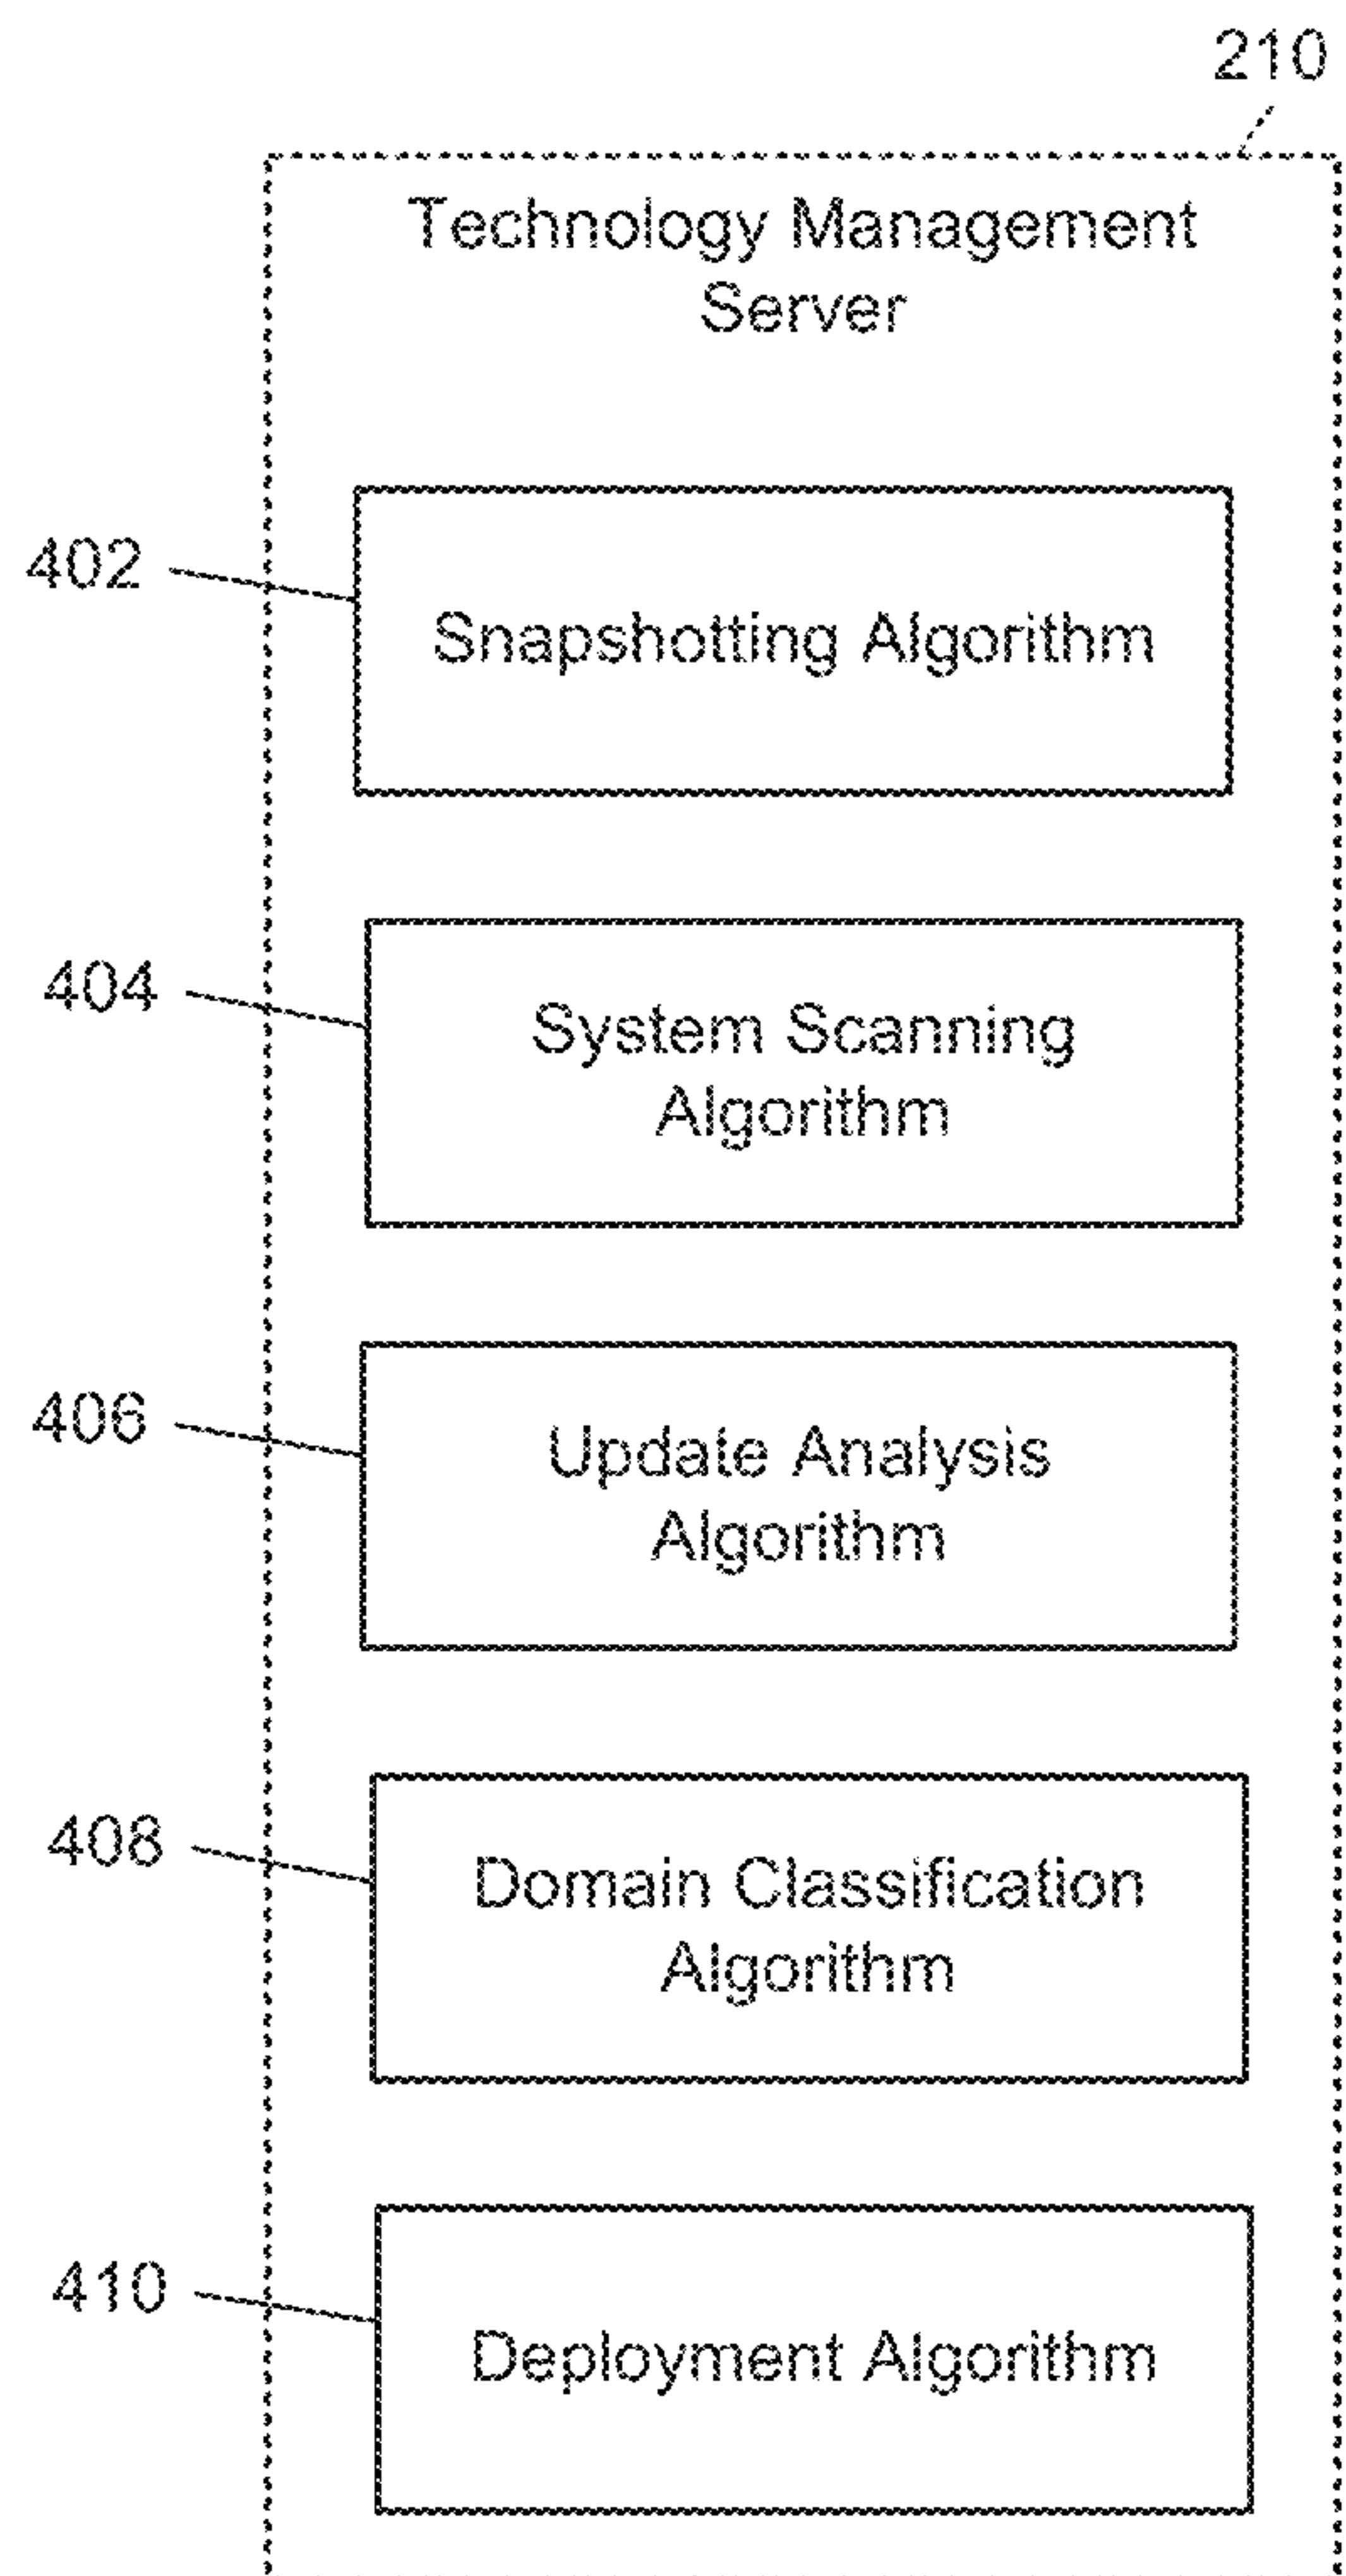 210
Technology Management
Server
402
Snapshotting Algorithm
404
System Scanning
Algorithm
406
Update Analysis
Algorithm
408
Domain Classification
Algorithm
410
Deployment Algorithm